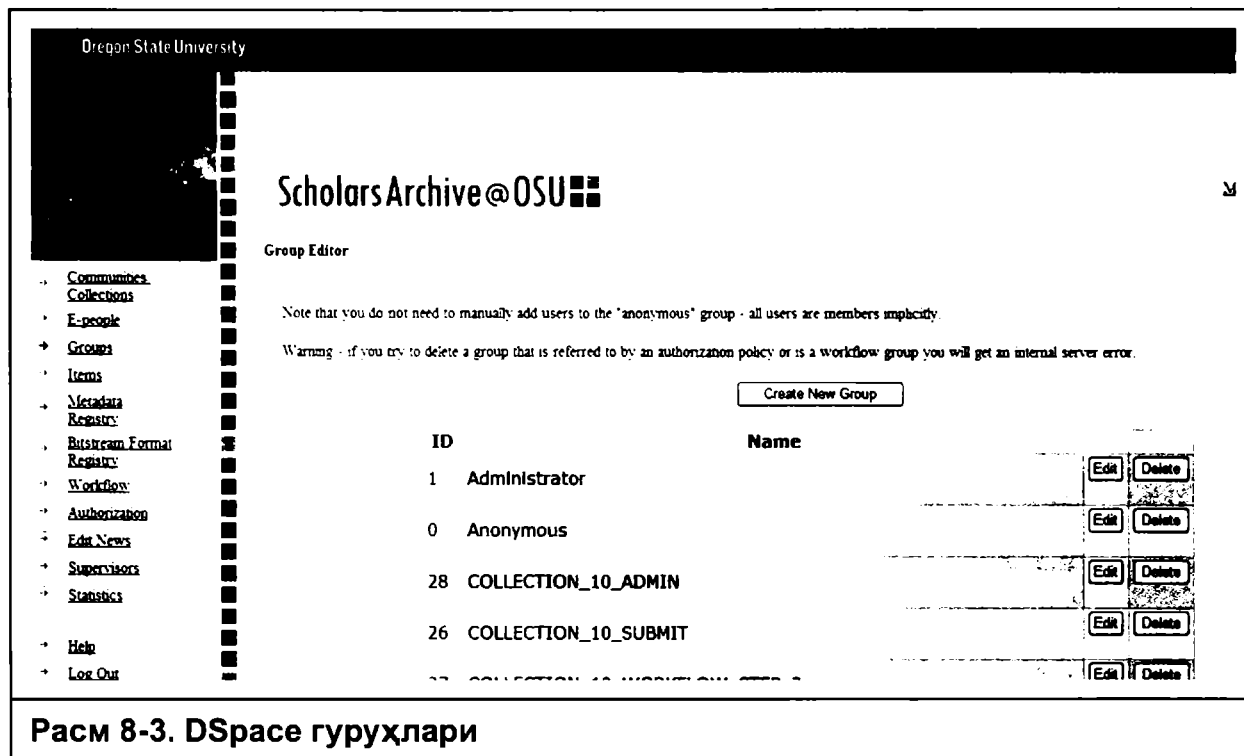 Oregon State University
Scholars Archive@OSU
Group Editor
Communities
Collections
E-people
Groups
Items
Metadata
Registry
Bitstream Format
Registry
Workflow
Authorization
Edit News
Supervisors
Statistics
Help
Log Out
Note that you do not need to manually add users to the "anonymous" group - all users are members implicitly.
Warning - if you try to delete a group that is referred to by an authorization policy or is a workflow group you will get an internal server error.
Create New Group
ID Name
1 Administrator Edit Delete
0 Anonymous Edit Delete
28 COLLECTION_10_ADMIN Edit Delete
26 COLLECTION_10_SUBMIT Edit Delete
Edit Delete
Расм 8-3. DSpace гуруҳлари